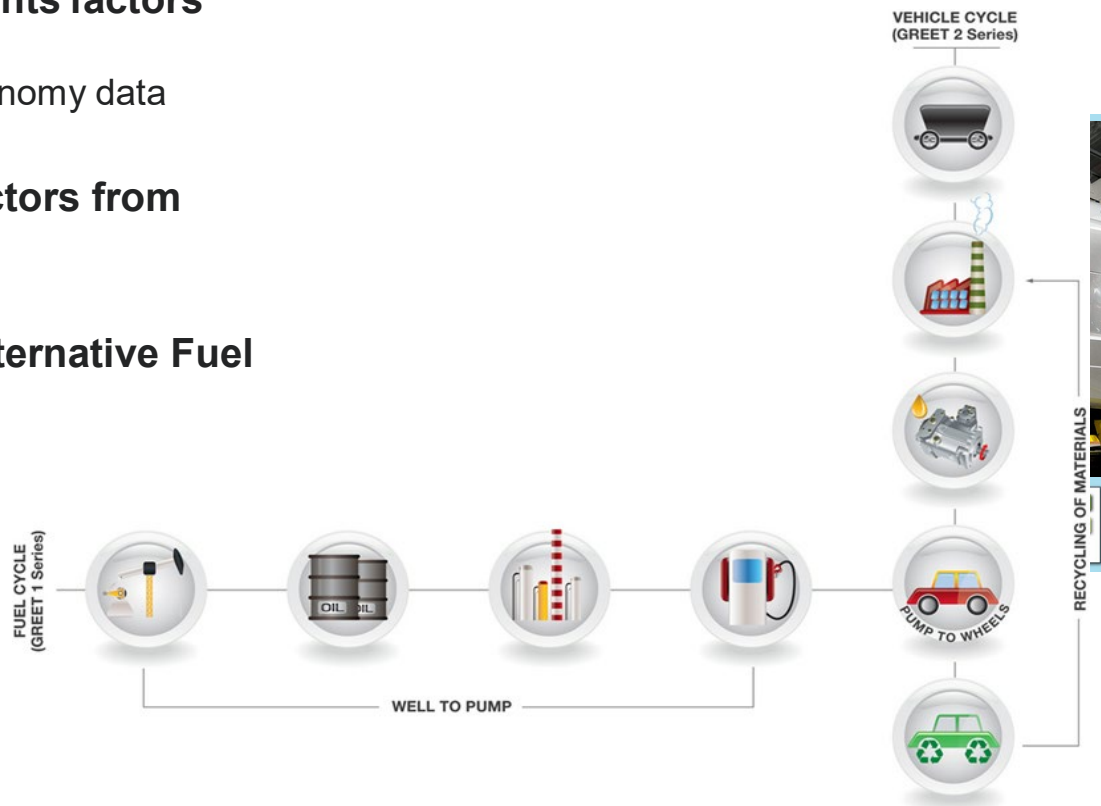 nts factors
nomy data
ctors from
ternative Fuel
VEHICLE CYCLE
(GREET 2 Series)
RECYCLING OF MATERIALS
FUEL CYCLE
(GREET 1 Series)
OIL
OIL
PUMP TO WHEELS
WELL TO PUMP